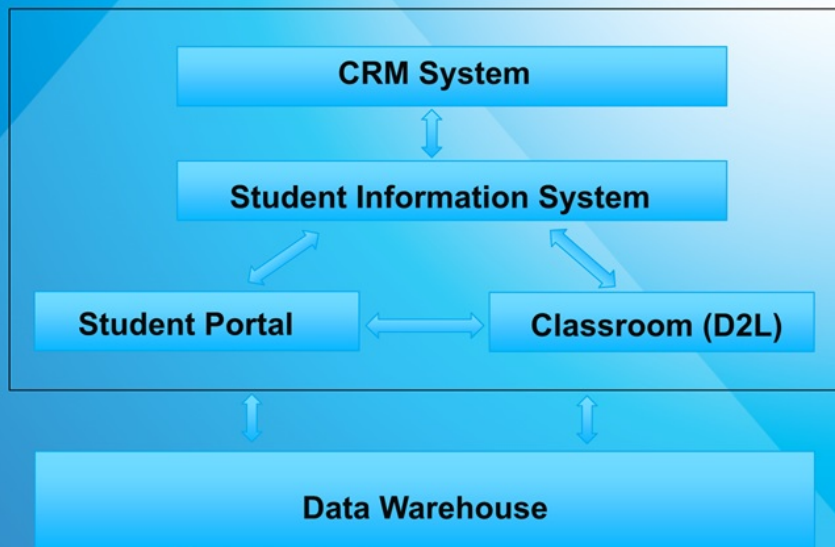 CRM System
Student Information System
Student Portal
Classroom (D2L)
Data Warehouse